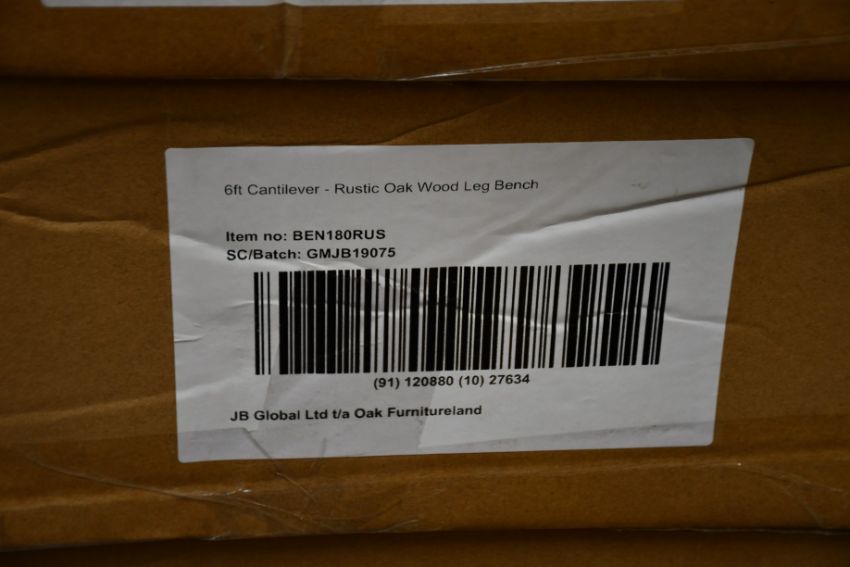 6ft Cantilever - Rustic Oak Wood Leg Bench
Item no: BEN180RUS
SC/Batch: GMJB19075
(91) 120880 (10) 27634
JB Global Ltd t/a Oak Furnitureland